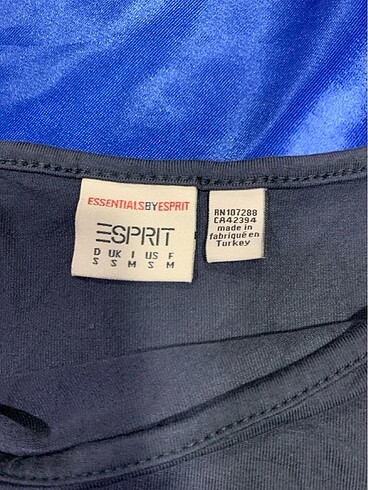 ESSENTIALSBYESPRIT
ESPRIT
D UK I US F
S S M S M
RN107288
CA42394
made in
fabriqué en
Turkey